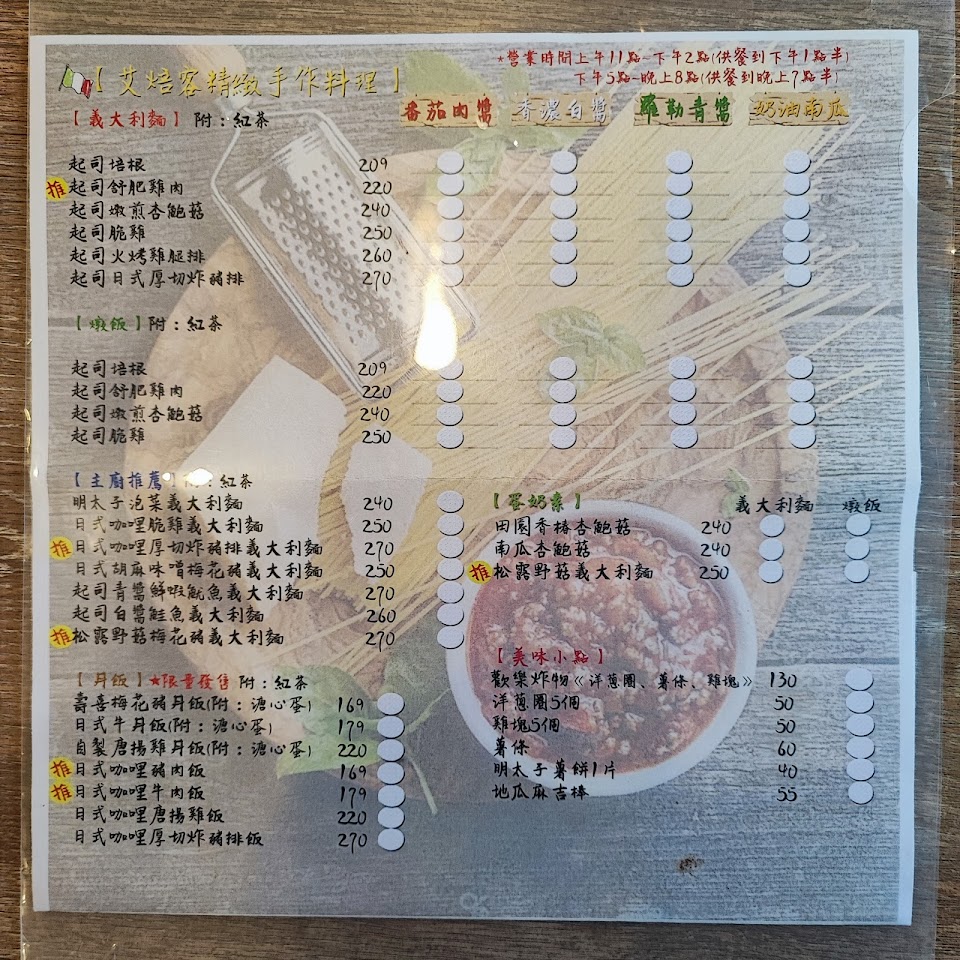 【艾焙客精緻手作料理】
*營業時間上午11點~下午2點(供餐到下午1點半)
下午5點~晚上8點(供餐到晚上7點半)
【義大利麵】附：紅茶
番茄肉醬 香濃白醬 羅勒青醬 奶油南瓜
起司培根 209
推 起司舒肥雞肉 220
起司燉煎杏鮑菇 240
起司脆雞 250
起司火烤雞腿排 260
起司日式厚切炸豬排 270
【燉飯】附：紅茶
起司培根 209
起司舒肥雞肉 220
起司燉煎杏鮑菇 240
起司脆雞 250
【主廚推薦】附：紅茶
明太子泡菜義大利麵 240
日式咖哩脆雞義大利麵 250
推 日式咖哩厚切炸豬排義大利麵 270
日式胡麻味噌梅花豬義大利麵 250
起司青醬鮮蝦魷魚義大利麵 270
起司白醬鮭魚義大利麵 260
推 松露野菇梅花豬義大利麵 270
【蛋奶素】 義大利麵 燉飯
田園香椿杏鮑菇 240
南瓜杏鮑菇 240
推 松露野菇義大利麵 250
【丼飯】★限量發售 附：紅茶
壽喜梅花豬丼飯(附：溏心蛋) 169
日式牛丼飯(附：溏心蛋) 179
自製唐揚雞丼飯(附：溏心蛋) 220
推 日式咖哩豬肉飯 169
推 日式咖哩牛肉飯 179
日式咖哩唐揚雞飯 220
日式咖哩厚切炸豬排飯 270
【美味小點】
歡樂炸物《洋蔥圈、薯條、雞塊》 130
洋蔥圈5個 50
雞塊5個 50
薯條 60
明太子薯餅1片 40
地瓜麻吉棒 55